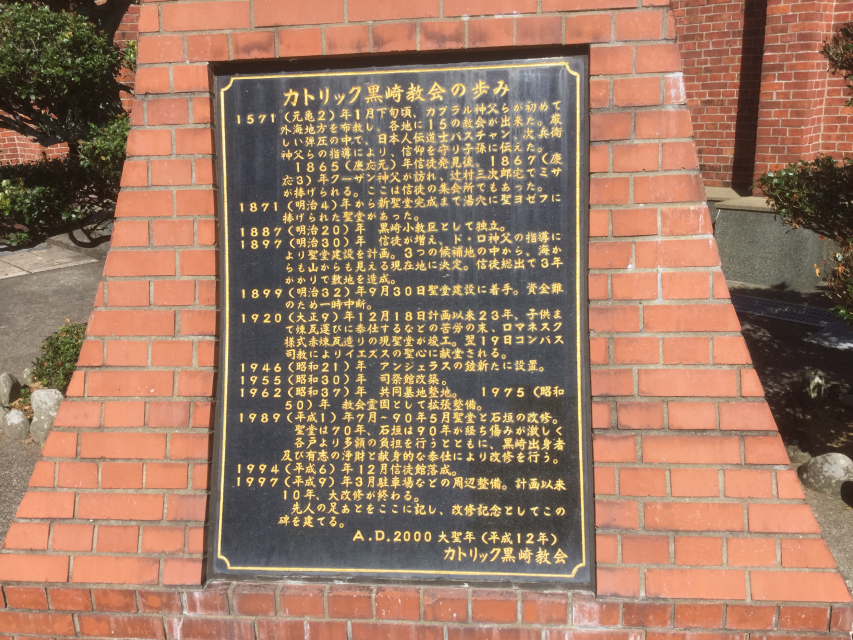 カトリック黒崎教会の歩み
1571(元亀2)年1月下旬頃、カブラル神父らが初めて
外海地方を布教し、各地に15の教会が出来た。厳
しい弾圧の中で、日本人伝道士バスチャン、次兵衛
神父らの指導により、信仰を守り子孫に伝えた。
1865(慶応元)年信徒発見後、1867(慶
応3)年クーザン神父が訪れ、辻村三次郎宅でミサ
が捧げられる。ここは信徒の集会所でもあった。
1871(明治4)年から新聖堂完成まで湯穴に聖ヨゼフに
捧げられた聖堂があった。
1887(明治20)年 黒崎小教区として独立。
1897(明治30)年 信徒が増え、ド・ロ神父の指導に
より聖堂建設を計画。3つの候補地の中から、海か
らも山からも見える現在地に決定。信徒総出で3年
かかりで敷地を造成。
1899(明治32)年9月30日聖堂建設に着手。資金難
のため一時中断。
1920(大正9)年12月18日計画以来23年、子供ま
で煉瓦運びに奉仕するなどの苦労の末、ロマネスク
様式赤煉瓦造りの現聖堂が竣工。翌19日コンバス
司教によりイエズスの聖心に献堂される。
1946(昭和21)年 アンジェラスの鐘新たに設置。
1955(昭和30)年 司祭館改築。
1962(昭和37)年 共同墓地整地。 1975(昭和
50)年 教会霊園として拡張整備。
1989(平成1)年7月-90年5月聖堂と石垣の改修。
聖堂は70年、石垣は90年が経ち傷みが激しく
各戸より多額の負担を行うとともに、黒崎出身者
及び有志の浄財と献身的な奉仕により改修を行う。
1994(平成6)年12月信徒館落成。
1997(平成9)年3月駐車場などの周辺整備。計画以来
10年、大改修が終わる。
先人の足あとをここに記し、改修記念としてこの
碑を建てる。
A.D.2000 大聖年(平成12年)
カトリック黒崎教会